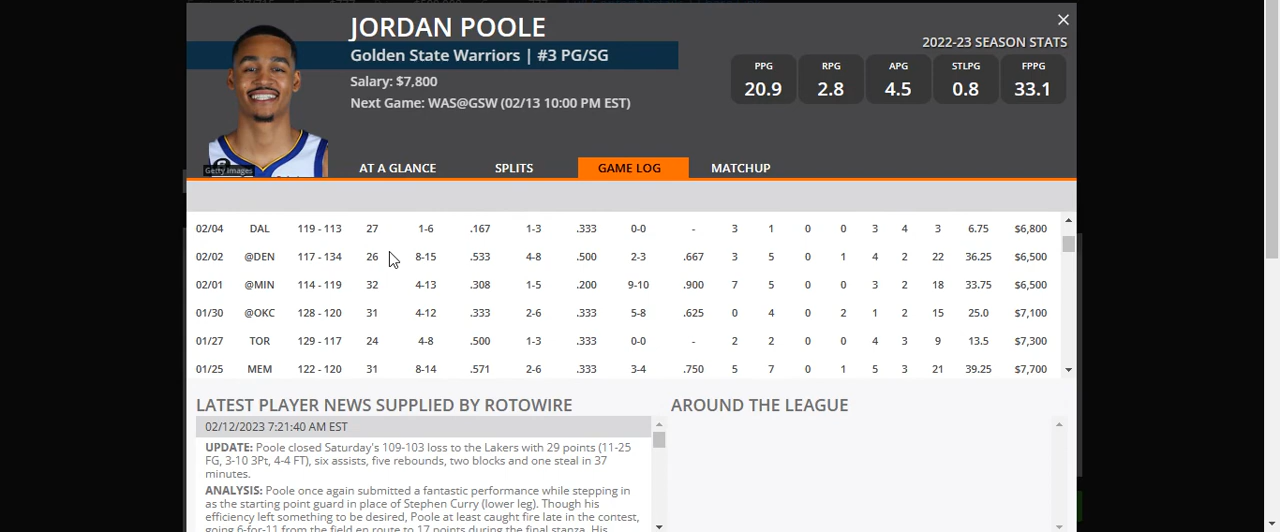 JORDAN POOLE
Golden State Warriors | #3 PG/SG
Salary: $7,800
Next Game: WAS@GSW (02/13 10:00 PM EST)
2022-23 SEASON STATS
PPG RPG APG STLPG FPPG
20.9 2.8 4.5 0.8 33.1
Getty Images
AT A GLANCE SPLITS GAME LOG MATCHUP
02/04 DAL 119 - 113 27 1-6 .167 1-3 .333 0-0 - 3 1 0 0 3 4 3 6.75 $6,800
02/02 @DEN 117 - 134 26 8-15 .533 4-8 .500 2-3 .667 3 5 0 1 4 2 22 36.25 $6,500
02/01 @MIN 114 - 119 32 4-13 .308 1-5 .200 9-10 .900 7 5 0 0 3 2 18 33.75 $6,500
01/30 @OKC 128 - 120 31 4-12 .333 2-6 .333 5-8 .625 0 4 0 2 1 2 15 25.0 $7,100
01/27 TOR 129 - 117 24 4-8 .500 1-3 .333 0-0 - 2 2 0 0 4 3 9 13.5 $7,300
01/25 MEM 122 - 120 31 8-14 .571 2-6 .333 3-4 .750 5 7 0 1 5 3 21 39.25 $7,700
LATEST PLAYER NEWS SUPPLIED BY ROTOWIRE
02/12/2023 7:21:40 AM EST
UPDATE: Poole closed Saturday's 109-103 loss to the Lakers with 29 points (11-25
FG, 3-10 3Pt, 4-4 FT), six assists, five rebounds, two blocks and one steal in 37
minutes.
ANALYSIS: Poole once again submitted a fantastic performance while stepping in
as the starting point guard in place of Stephen Curry (lower leg). Though his
efficiency left something to be desired, Poole at least caught fire late in the contest,
going 6-for-11 from the field en route to 17 points during the final stanza. His
AROUND THE LEAGUE